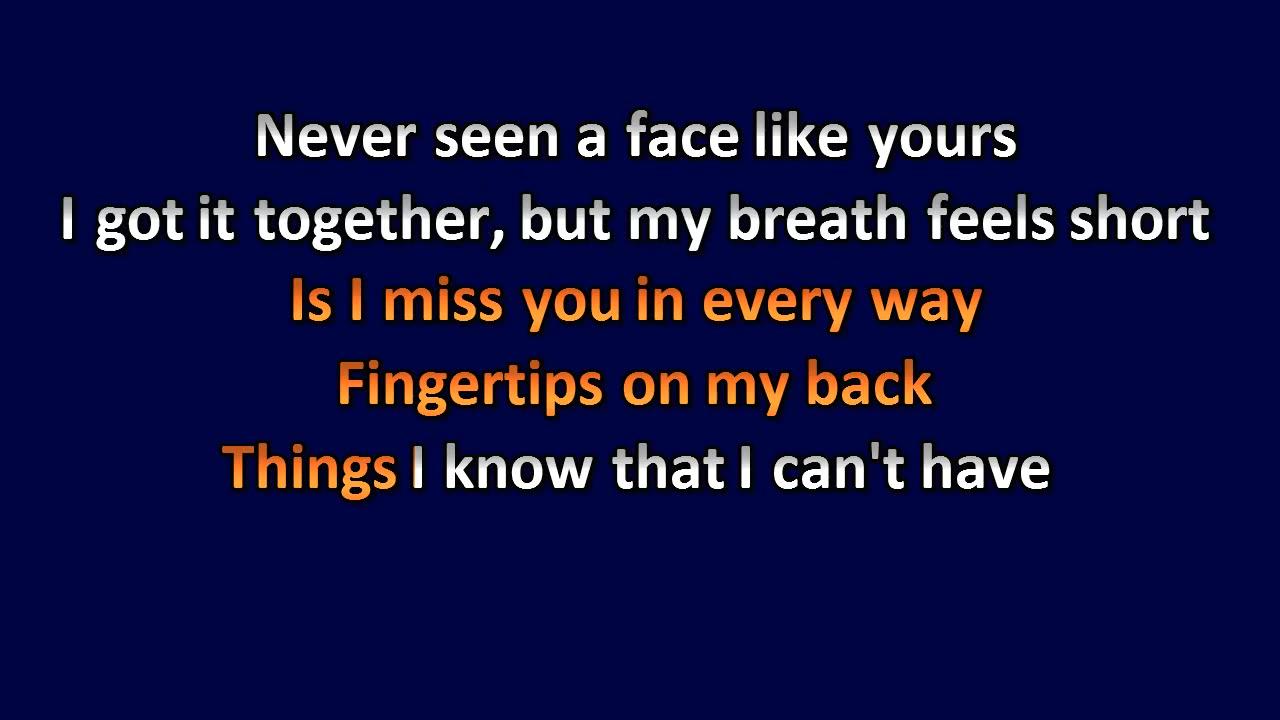 Never seen a face like yours
I got it together, but my breath feels short
Is I miss you in every way
Fingertips on my back
Things I know that I can't have